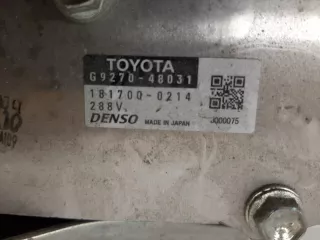 TOYOTA
G9270-48031
181700-0214
288V.
DENSO MADE IN JAPAN
J000075